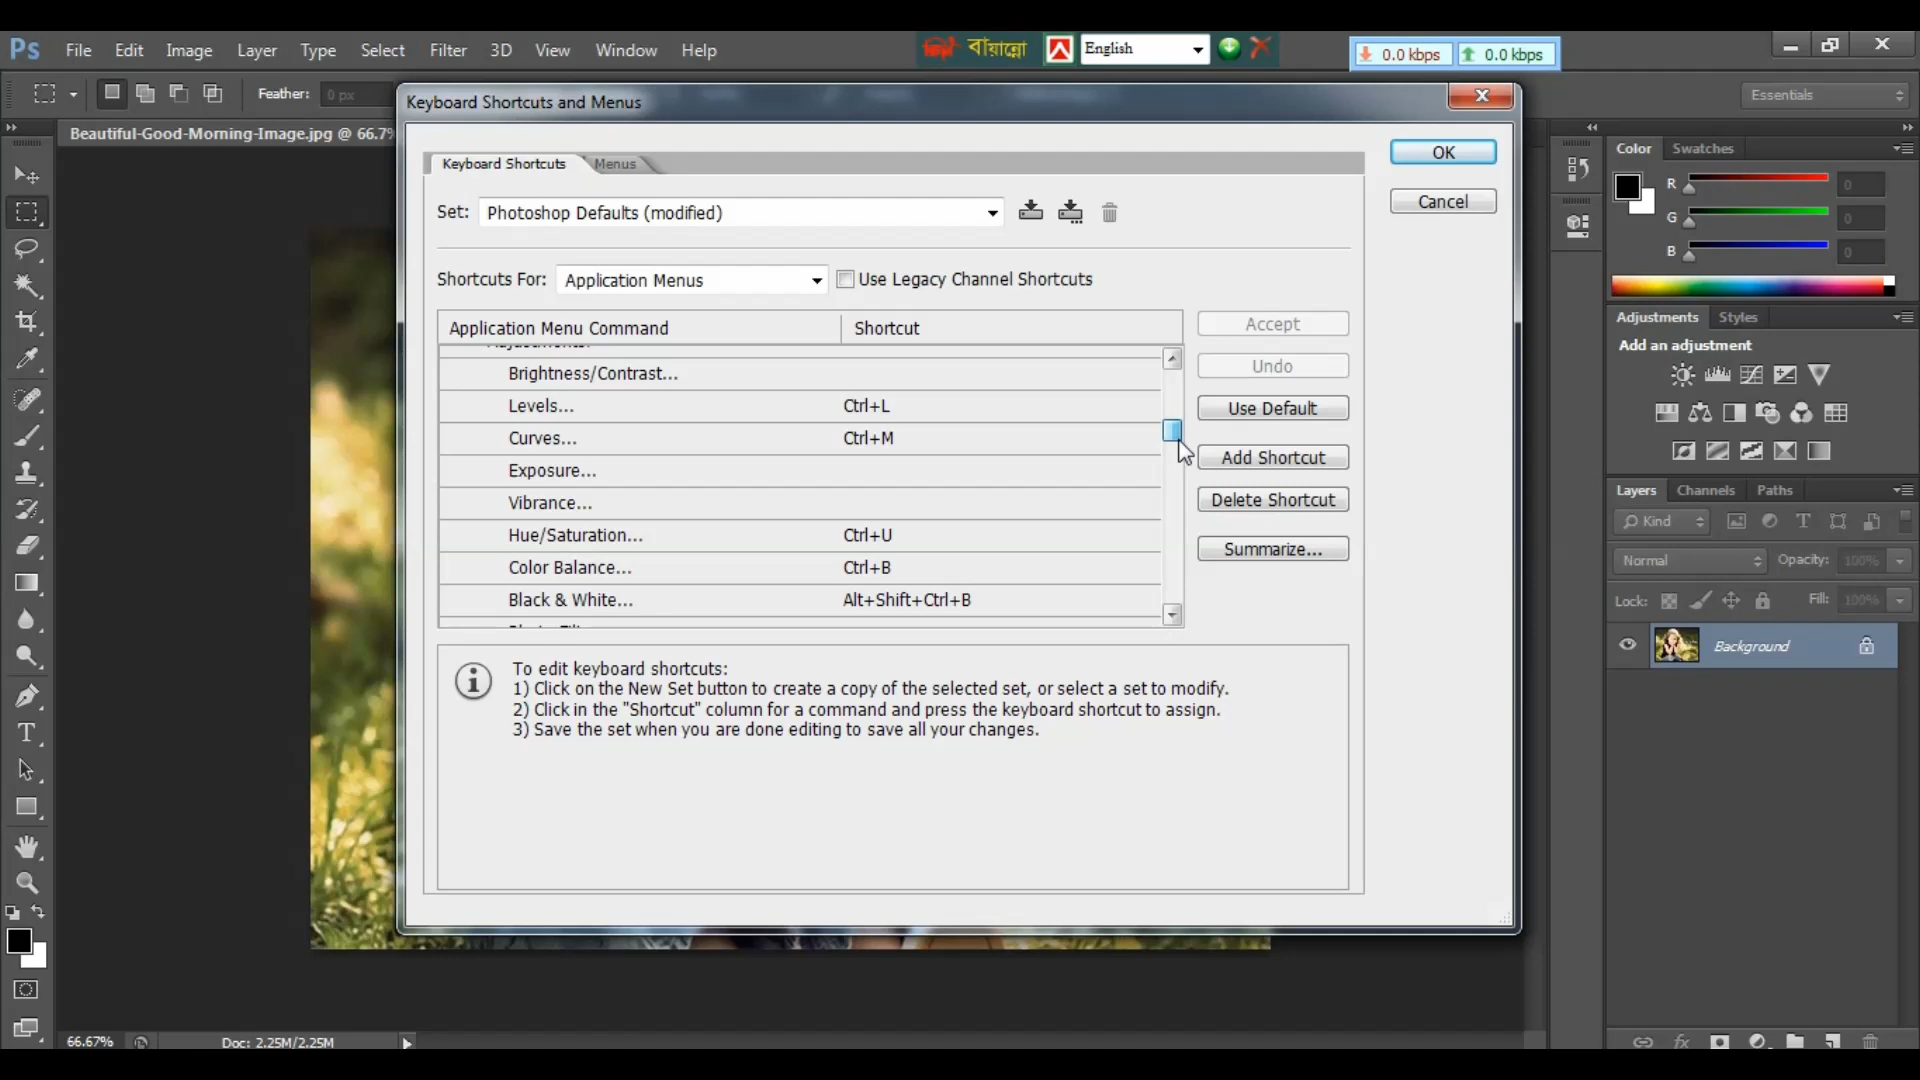 Ps File Edit Image Layer Type Select Filter 3D View Window Help
বায়ান্নো English 0.0 kbps 0.0 kbps
Feather: 0 px
Essentials
Beautiful-Good-Morning-Image.jpg @ 66.7%
Keyboard Shortcuts and Menus
Keyboard Shortcuts Menus
Set: Photoshop Defaults (modified)
Shortcuts For: Application Menus Use Legacy Channel Shortcuts
Application Menu Command Shortcut
Brightness/Contrast...
Levels... Ctrl+L
Curves... Ctrl+M
Exposure...
Vibrance...
Hue/Saturation... Ctrl+U
Color Balance... Ctrl+B
Black & White... Alt+Shift+Ctrl+B
OK
Cancel
Accept
Undo
Use Default
Add Shortcut
Delete Shortcut
Summarize...
To edit keyboard shortcuts:
1) Click on the New Set button to create a copy of the selected set, or select a set to modify.
2) Click in the "Shortcut" column for a command and press the keyboard shortcut to assign.
3) Save the set when you are done editing to save all your changes.
Color Swatches
R 0
G 0
B 0
Adjustments Styles
Add an adjustment
Layers Channels Paths
Kind
Normal Opacity: 100%
Lock: Fill: 100%
Background
66.67% Doc: 2.25M/2.25M